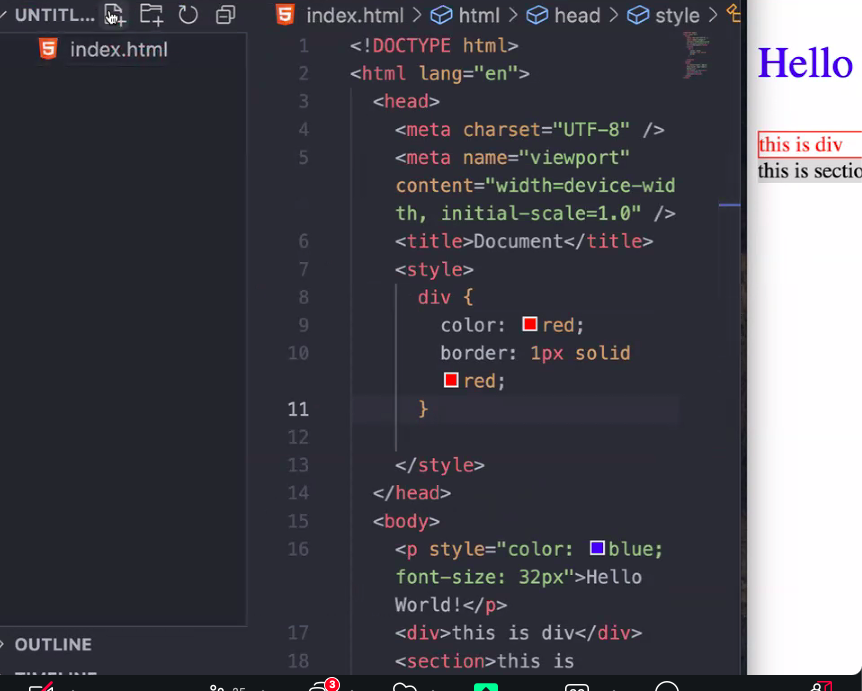 UNTITL...
index.html
index.html > html > head > style >
1 <!DOCTYPE html>
2 <html lang="en">
3 <head>
4 <meta charset="UTF-8" />
5 <meta name="viewport"
content="width=device-wid
th, initial-scale=1.0" />
6 <title>Document</title>
7 <style>
8 div {
9 color: red;
10 border: 1px solid
red;
11 }
12
13 </style>
14 </head>
15 <body>
16 <p style="color: blue;
font-size: 32px">Hello
World!</p>
17 <div>this is div</div>
18 <section>this is
OUTLINE
Hello
this is div
this is sectio
3